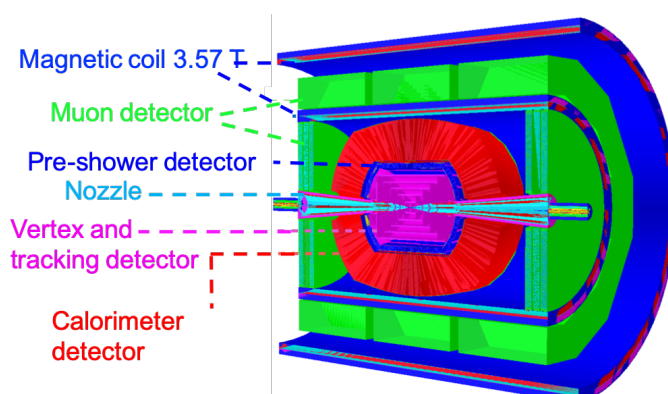 Magnetic coil 3.57 T
Muon detector
Pre-shower detector
Nozzle
Vertex and
tracking detector
Calorimeter
detector